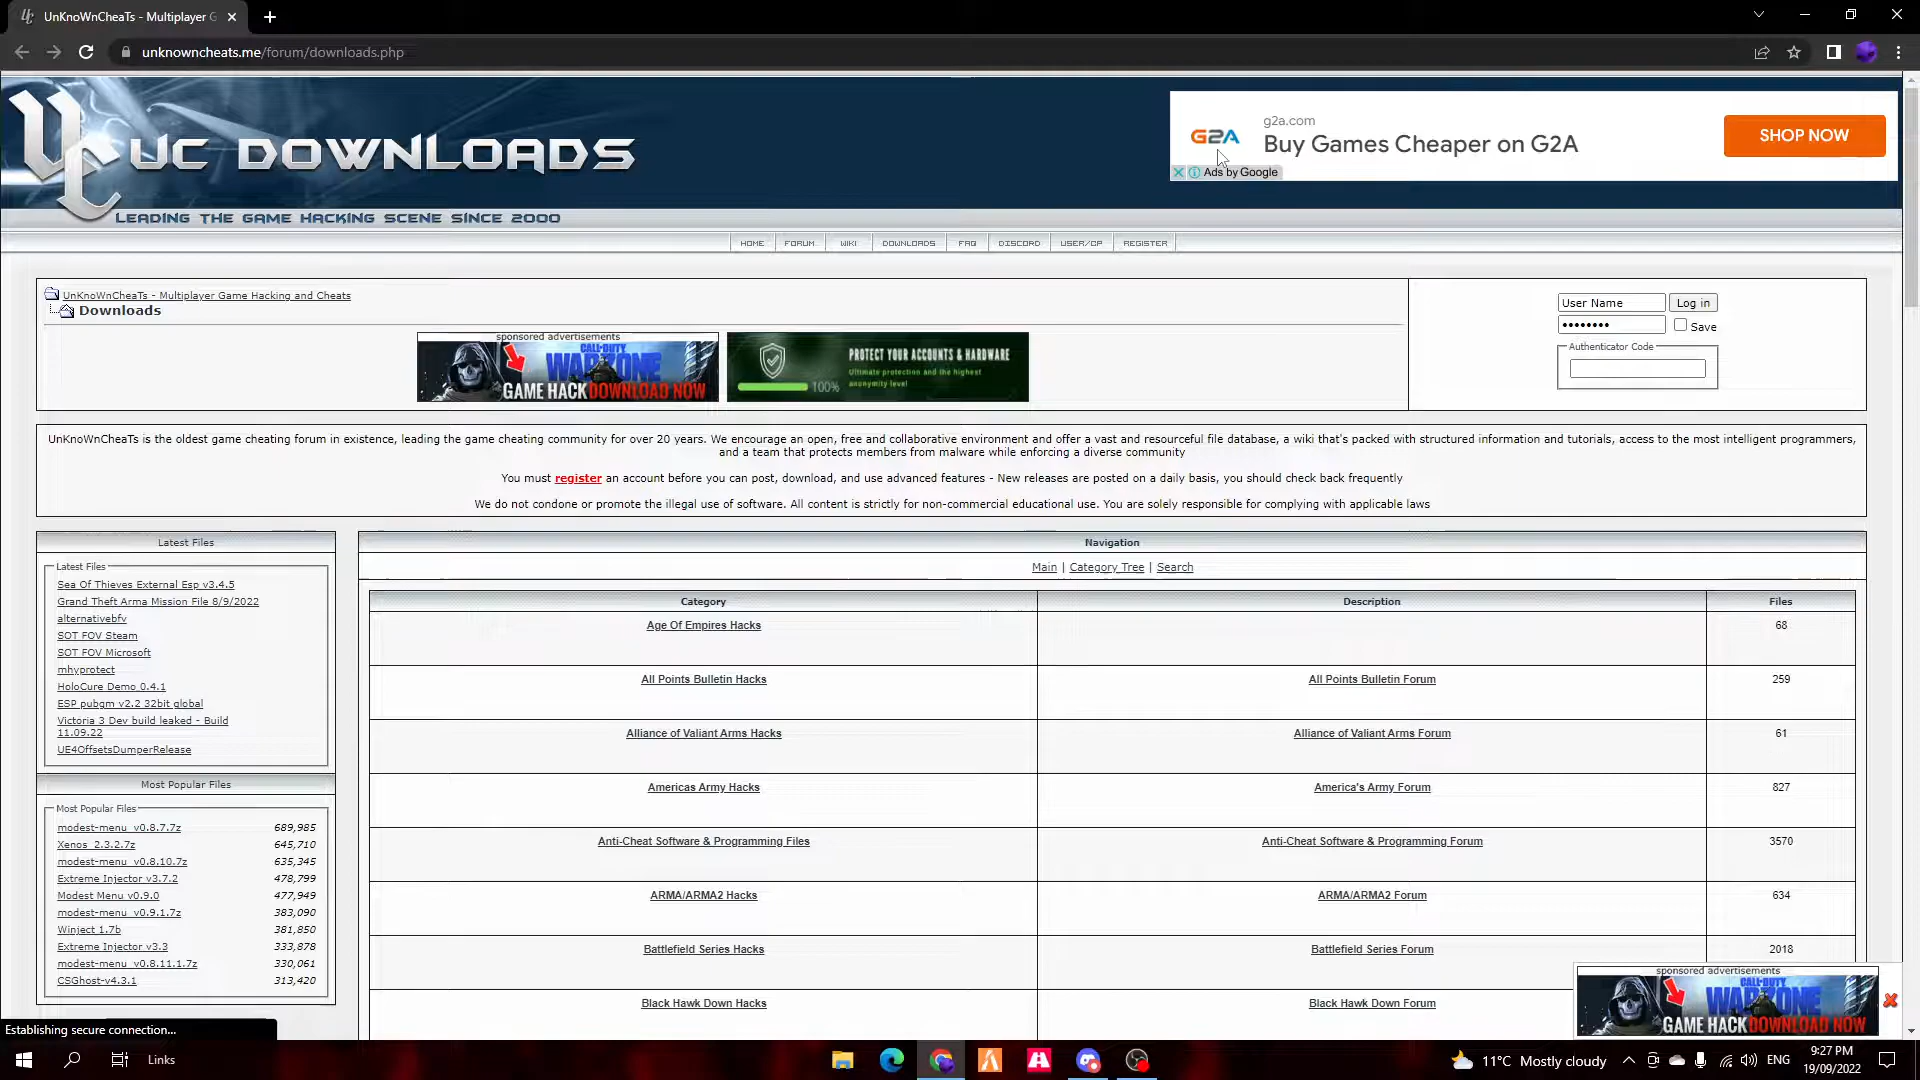 UnKnoWnCheaTs - Multiplayer G
unknowncheats.me/forum/downloads.php
UC DOWNLOADS
LEADING THE GAME HACKING SCENE SINCE 2000
G2A
g2a.com
Buy Games Cheaper on G2A
SHOP NOW
Ads by Google
HOME FORUM WIKI DOWNLOADS FAQ DISCORD USER/CP REGISTER
UnKnoWnCheaTs - Multiplayer Game Hacking and Cheats
Downloads
User Name Log in
Save
Authenticator Code
sponsored advertisements
CALL·DUTY
WARZONE
GAME HACK DOWNLOAD NOW
PROTECT YOUR ACCOUNTS & HARDWARE
Ultimate protection and the highest
anonymity level
100%
UnKnoWnCheaTs is the oldest game cheating forum in existence, leading the game cheating community for over 20 years. We encourage an open, free and collaborative environment and offer a vast and resourceful file database, a wiki that's packed with structured information and tutorials, access to the most intelligent programmers,
and a team that protects members from malware while enforcing a diverse community
You must register an account before you can post, download, and use advanced features - New releases are posted on a daily basis, you should check back frequently
We do not condone or promote the illegal use of software. All content is strictly for non-commercial educational use. You are solely responsible for complying with applicable laws
Latest Files
Latest Files
Sea Of Thieves External Esp v3.4.5
Grand Theft Arma Mission File 8/9/2022
alternativebfv
SOT FOV Steam
SOT FOV Microsoft
mhyprotect
HoloCure Demo 0.4.1
ESP pubgm v2.2 32bit global
Victoria 3 Dev build leaked - Build
11.09.22
UE4OffsetsDumperRelease
Most Popular Files
Most Popular Files
modest-menu_v0.8.7.7z 689,985
Xenos_2.3.2.7z 645,710
modest-menu_v0.8.10.7z 635,345
Extreme Injector v3.7.2 478,799
Modest Menu v0.9.0 477,949
modest-menu_v0.9.1.7z 383,090
Winject 1.7b 381,850
Extreme Injector v3.3 333,878
modest-menu_v0.8.11.1.7z 330,061
CSGhost-v4.3.1 313,420
Navigation
Main | Category Tree | Search
Category Description Files
Age Of Empires Hacks 68
All Points Bulletin Hacks All Points Bulletin Forum 259
Alliance of Valiant Arms Hacks Alliance of Valiant Arms Forum 61
Americas Army Hacks America's Army Forum 827
Anti-Cheat Software & Programming Files Anti-Cheat Software & Programming Forum 3570
ARMA/ARMA2 Hacks ARMA/ARMA2 Forum 634
Battlefield Series Hacks Battlefield Series Forum 2018
Black Hawk Down Hacks Black Hawk Down Forum
sponsored advertisements
CALL·DUTY
WARZONE
GAME HACK DOWNLOAD NOW
Establishing secure connection...
Links
11°C Mostly cloudy
ENG
9:27 PM
19/09/2022